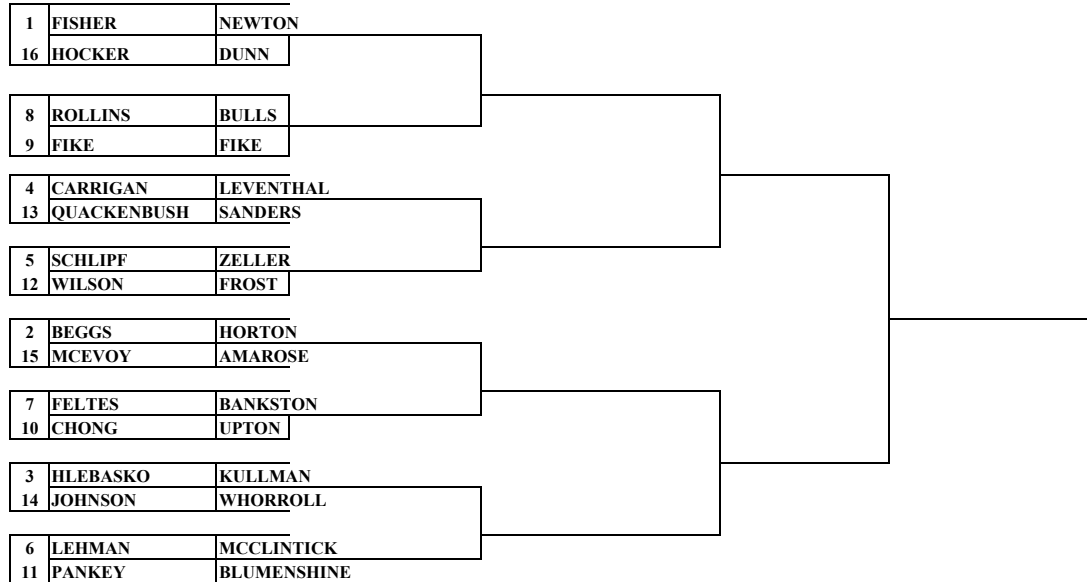 1 FISHER NEWTON
16 HOCKER DUNN
8 ROLLINS BULLS
9 FIKE FIKE
4 CARRIGAN LEVENTHAL
13 QUACKENBUSH SANDERS
5 SCHLIPF ZELLER
12 WILSON FROST
2 BEGGS HORTON
15 MCEVOY AMAROSE
7 FELTES BANKSTON
10 CHONG UPTON
3 HLEBASKO KULLMAN
14 JOHNSON WHORROLL
6 LEHMAN MCCLINTICK
11 PANKEY BLUMENSHINE